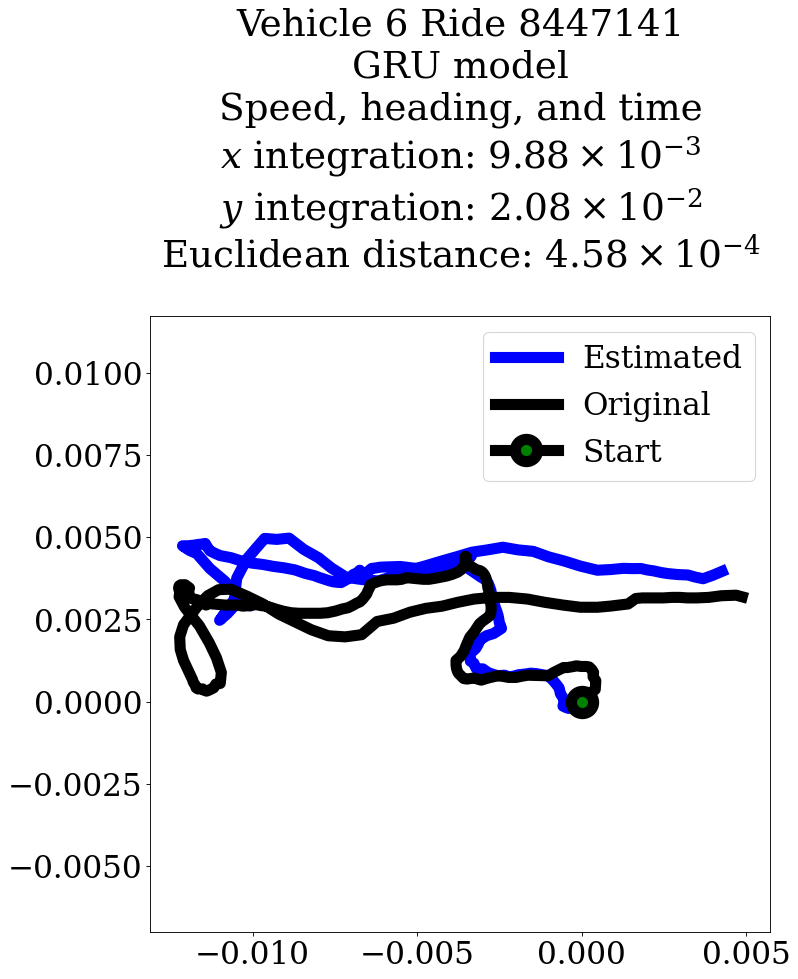 Vehicle 6 Ride 8447141
GRU model
Speed, heading, and time
x integration: 9.88 × 10⁻³
y integration: 2.08 × 10⁻²
Euclidean distance: 4.58 × 10⁻⁴
Estimated
Original
Start
0.0100
0.0075
0.0050
0.0025
0.0000
−0.0025
−0.0050
−0.010 −0.005 0.000 0.005